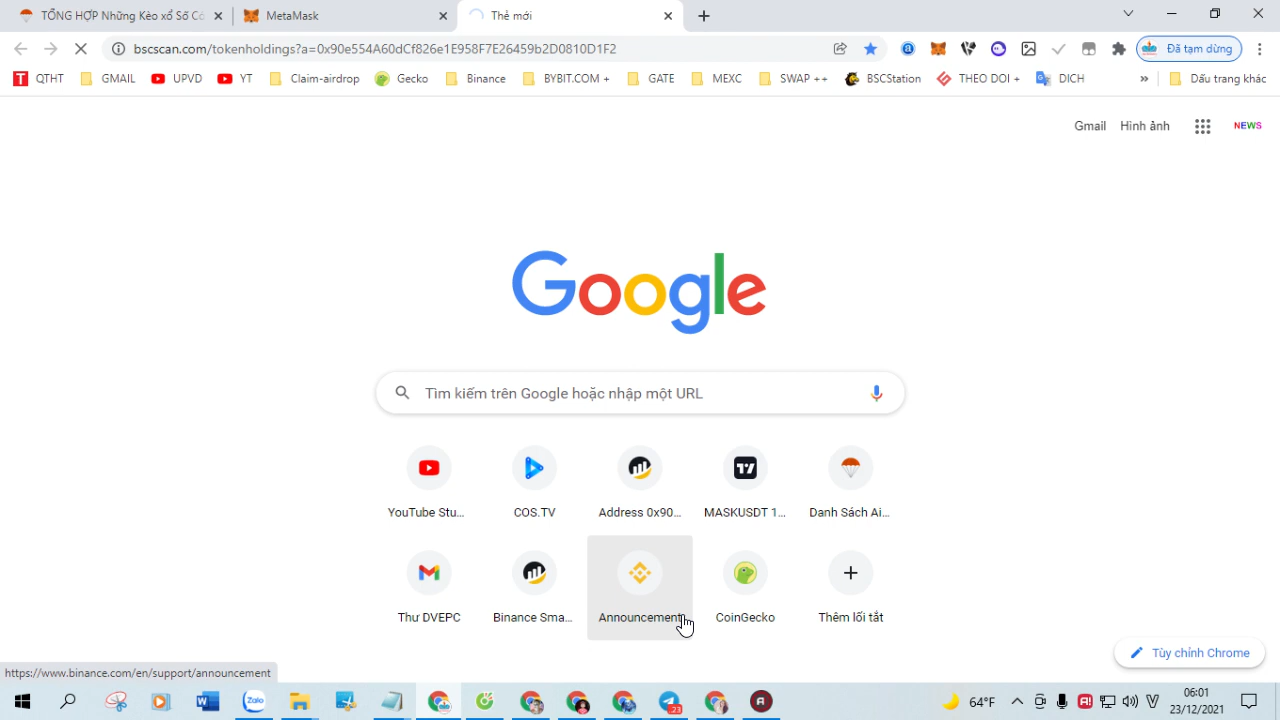 TỔNG HỢP Những Kèo xổ Số Có
MetaMask
Thẻ mới
bscscan.com/tokenholdings?a=0x90e554A60dCf826e1E958F7E26459b2D0810D1F2
Đã tạm dừng
QTHT
GMAIL
UPVD
YT
Claim-airdrop
Gecko
Binance
BYBIT.COM +
GATE
MEXC
SWAP ++
BSCStation
THEO DOI +
DICH
»
Dấu trang khác
Gmail
Hình ảnh
NEWS
Google
Tìm kiếm trên Google hoặc nhập một URL
YouTube Stu...
COS.TV
Address 0x90...
MASKUSDT 1...
Danh Sách Ai...
Thư DVEPC
Binance Sma...
Announcement
CoinGecko
Thêm lối tắt
Tùy chỉnh Chrome
https://www.binance.com/en/support/announcement
Zalo
23
64°F
06:01
23/12/2021